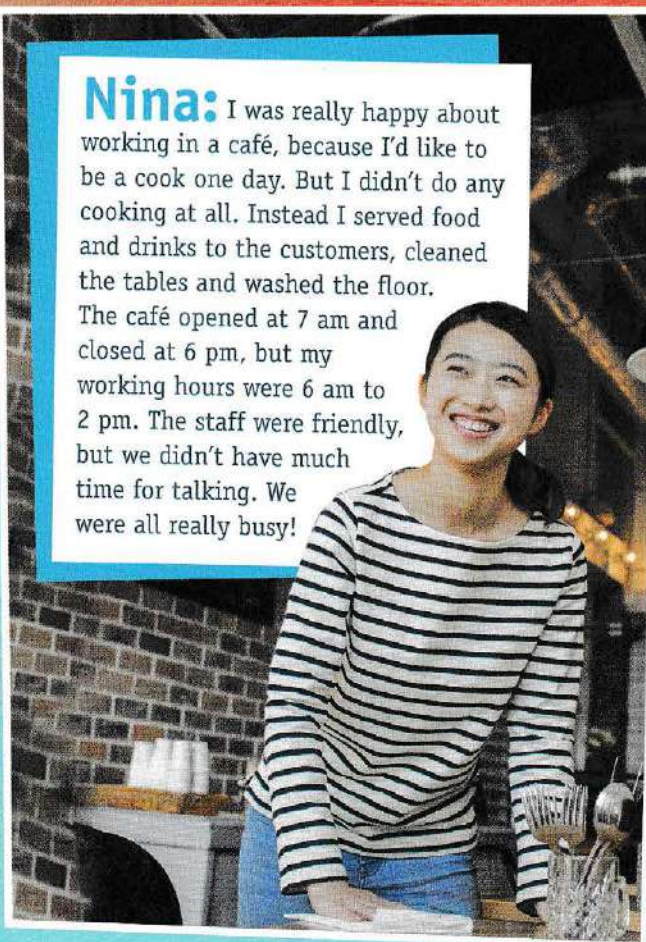 Nina: I was really happy about
working in a café, because I'd like to
be a cook one day. But I didn't do any
cooking at all. Instead I served food
and drinks to the customers, cleaned
the tables and washed the floor.
The café opened at 7 am and
closed at 6 pm, but my
working hours were 6 am to
2 pm. The staff were friendly,
but we didn't have much
time for talking. We
were all really busy!